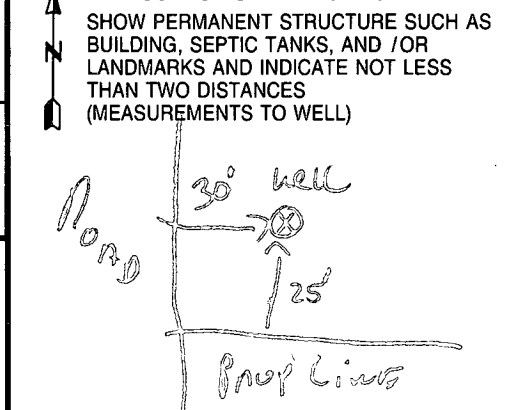 N
SHOW PERMANENT STRUCTURE SUCH AS
BUILDING, SEPTIC TANKS, AND / OR
LANDMARKS AND INDICATE NOT LESS
THAN TWO DISTANCES
(MEASUREMENTS TO WELL)
30' Well
ROAD
25'
Prop Lines